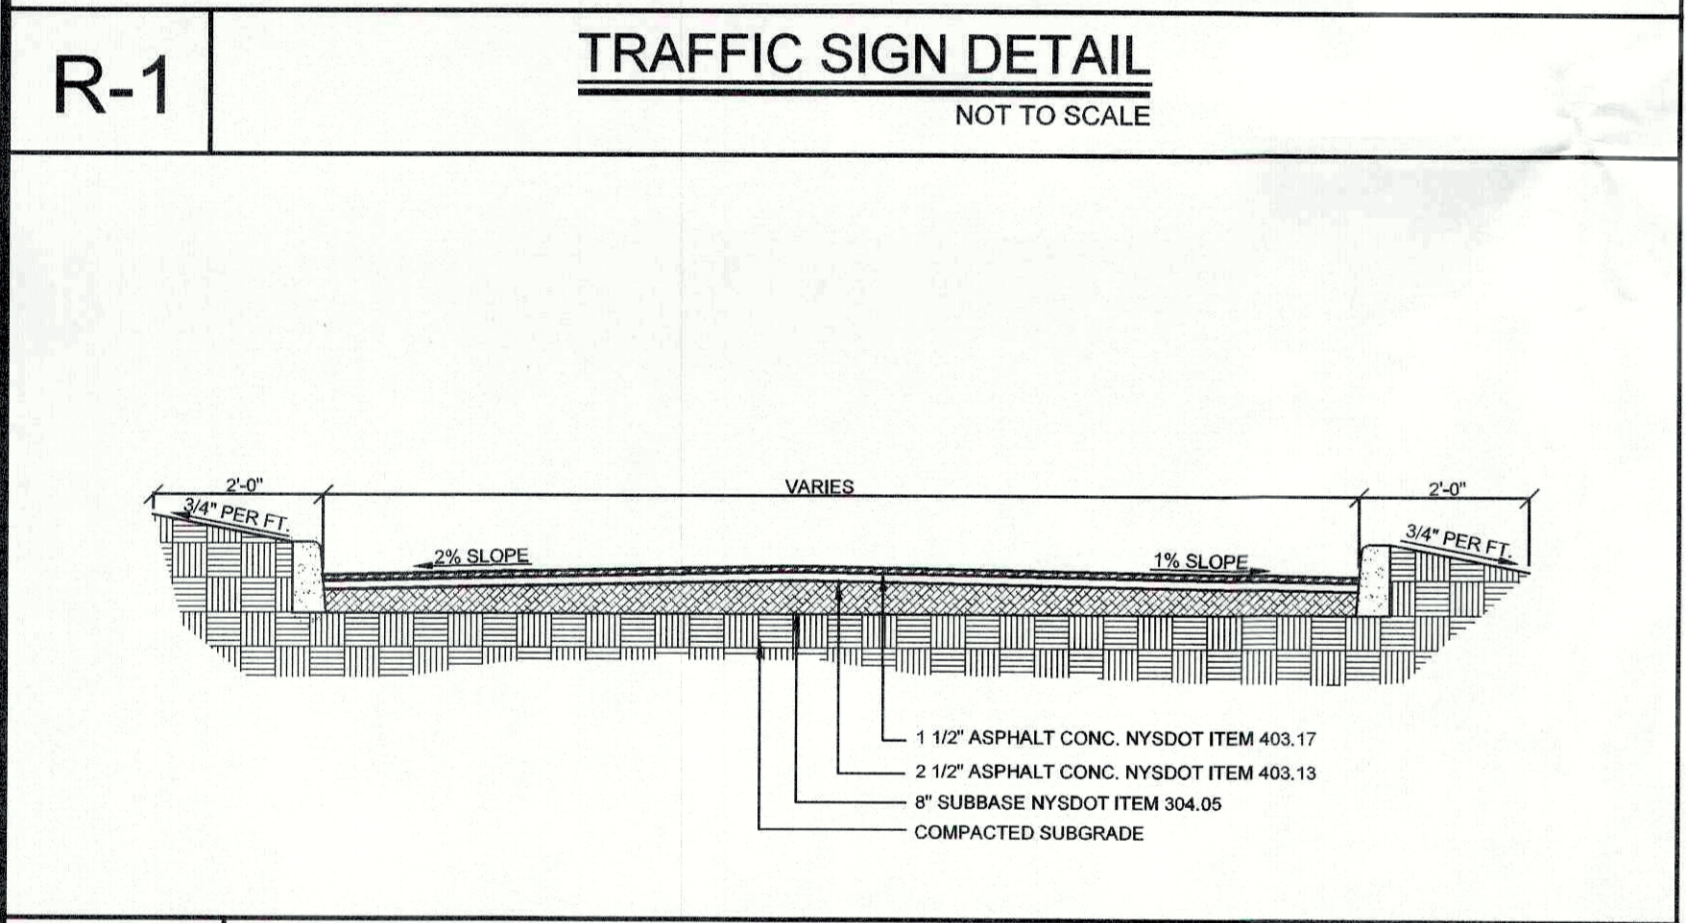 R-1
TRAFFIC SIGN DETAIL
NOT TO SCALE
2'-0"
VARIES
2'-0"
3/4" PER FT.
3/4" PER FT.
2% SLOPE
1% SLOPE
1 1/2" ASPHALT CONC. NYSDOT ITEM 403.17
2 1/2" ASPHALT CONC. NYSDOT ITEM 403.13
8" SUBBASE NYSDOT ITEM 304.05
COMPACTED SUBGRADE